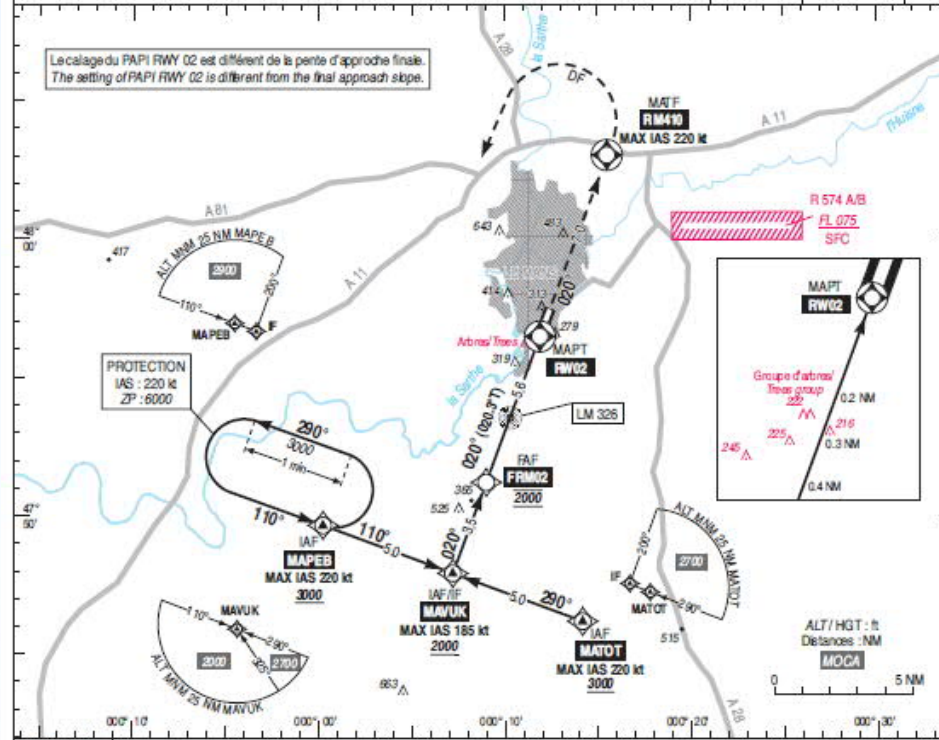 Le calage du PAPI RWY 02 est différent de la pente d'approche finale.
The setting of PAPI RWY 02 is different from the final approach slope.
A 28
la Sarthe
DF
MATF
RM410
MAX IAS 220 kt
A 11
l'Huisne
A 81
R 574 A/B
FL 075
SFC
48°
00'
417
ALT MNM 25 NM MAPEB
2900
200°
110°
MAPEB
IF
A 11
643
414
212
020°
279
Arbres/Trees
319
MAPT
RW02
la Sarthe
5.6
LM 326
020° (020.3°T)
PROTECTION
IAS : 220 kt
ZP : 6000
290°
3000
1 min
110°
IAF
MAPEB
MAX IAS 220 kt
3000
110°
5.0
FAF
FRM02
2000
525
020°
3.5
47°
50'
IAF/IF
MAVUK
MAX IAS 185 kt
2000
5.0
290°
IAF
MATOT
MAX IAS 220 kt
3000
MAPT
RW02
Groupe d'arbres/
Trees group
222
0.2 NM
216
225
0.3 NM
245
0.4 NM
200°
2700
ALT MNM 25 NM MATOT
IF
MATOT
290°
515
MAVUK
110°
290°
325°
2000
2700
ALT MNM 25 NM MAVUK
663
ALT / HGT : ft
Distances : NM
MOCA
0
5 NM
A 28
000°10'
000°00'
000°10'
000°20'
000°30'